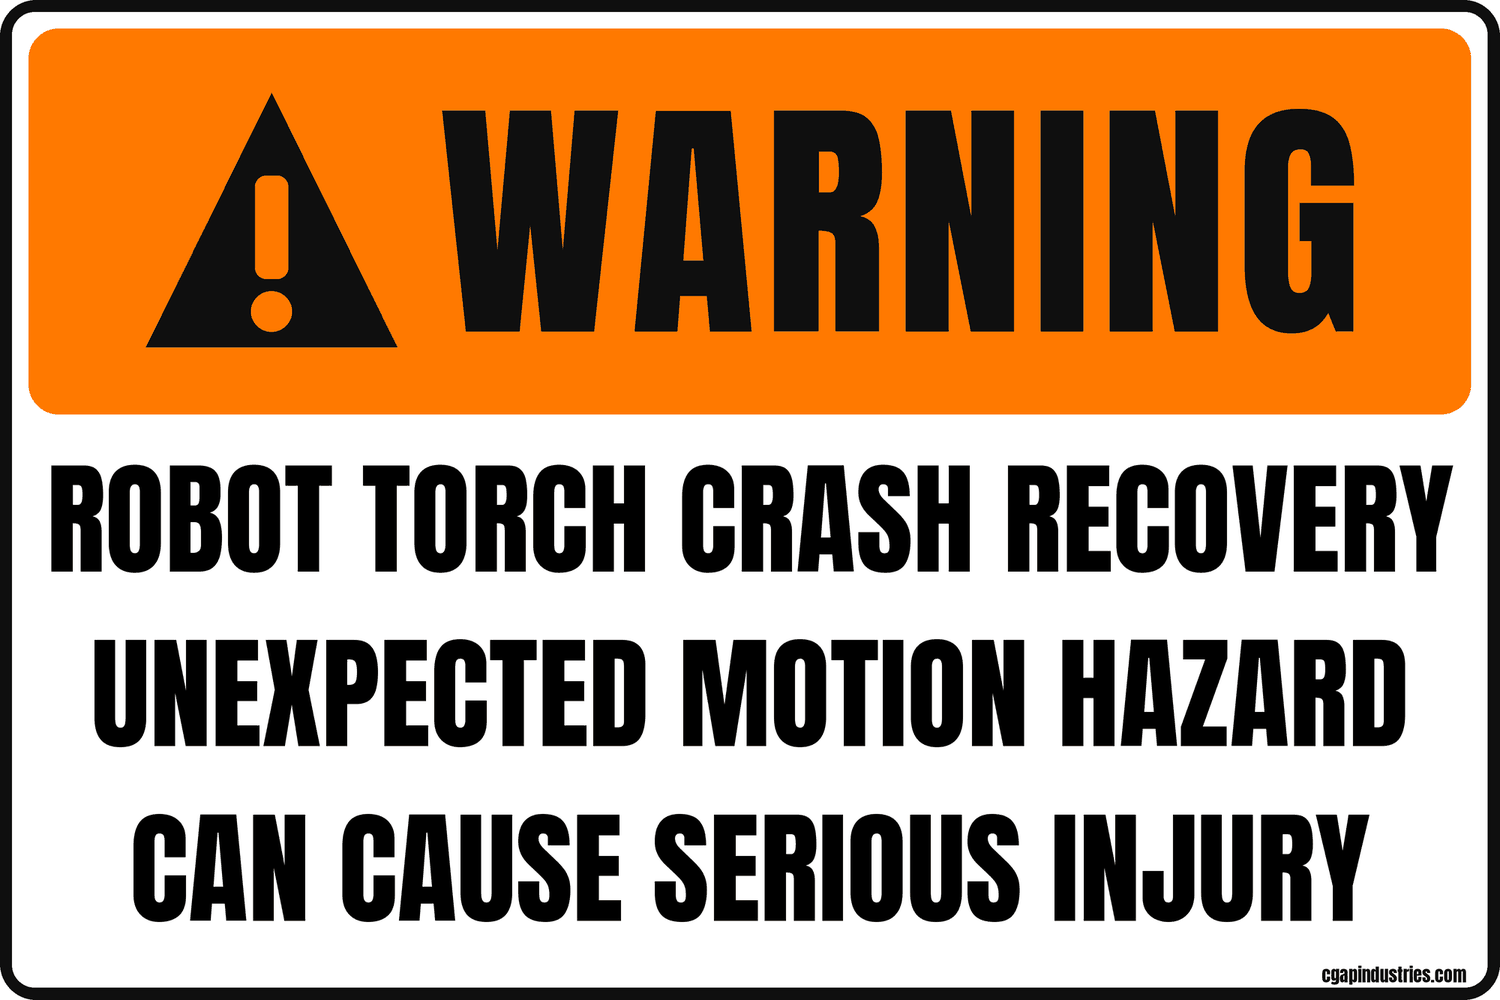 WARNING
ROBOT TORCH CRASH RECOVERY
UNEXPECTED MOTION HAZARD
CAN CAUSE SERIOUS INJURY
cgapindustries.com